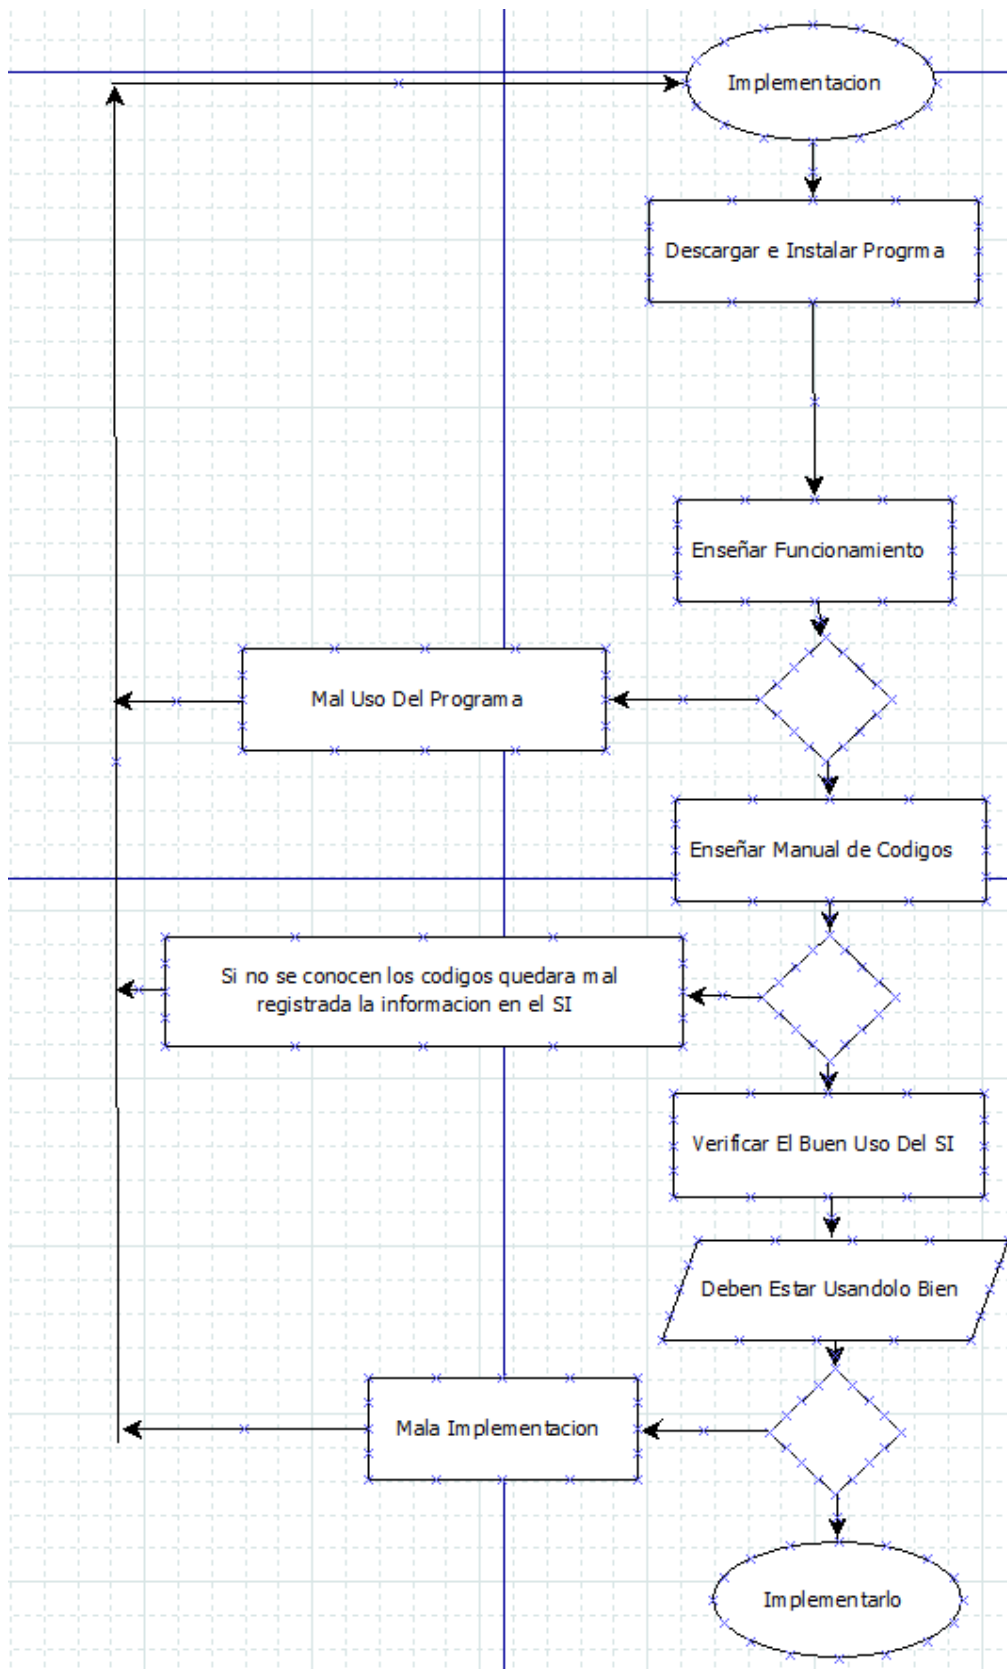 Implementacion
Descargar e Instalar Progrma
Enseñar Funcionamiento
Mal Uso Del Programa
Enseñar Manual de Codigos
Si no se conocen los codigos quedara mal
registrada la informacion en el SI
Verificar El Buen Uso Del SI
Deben Estar Usandolo Bien
Mala Implementacion
Implementarlo